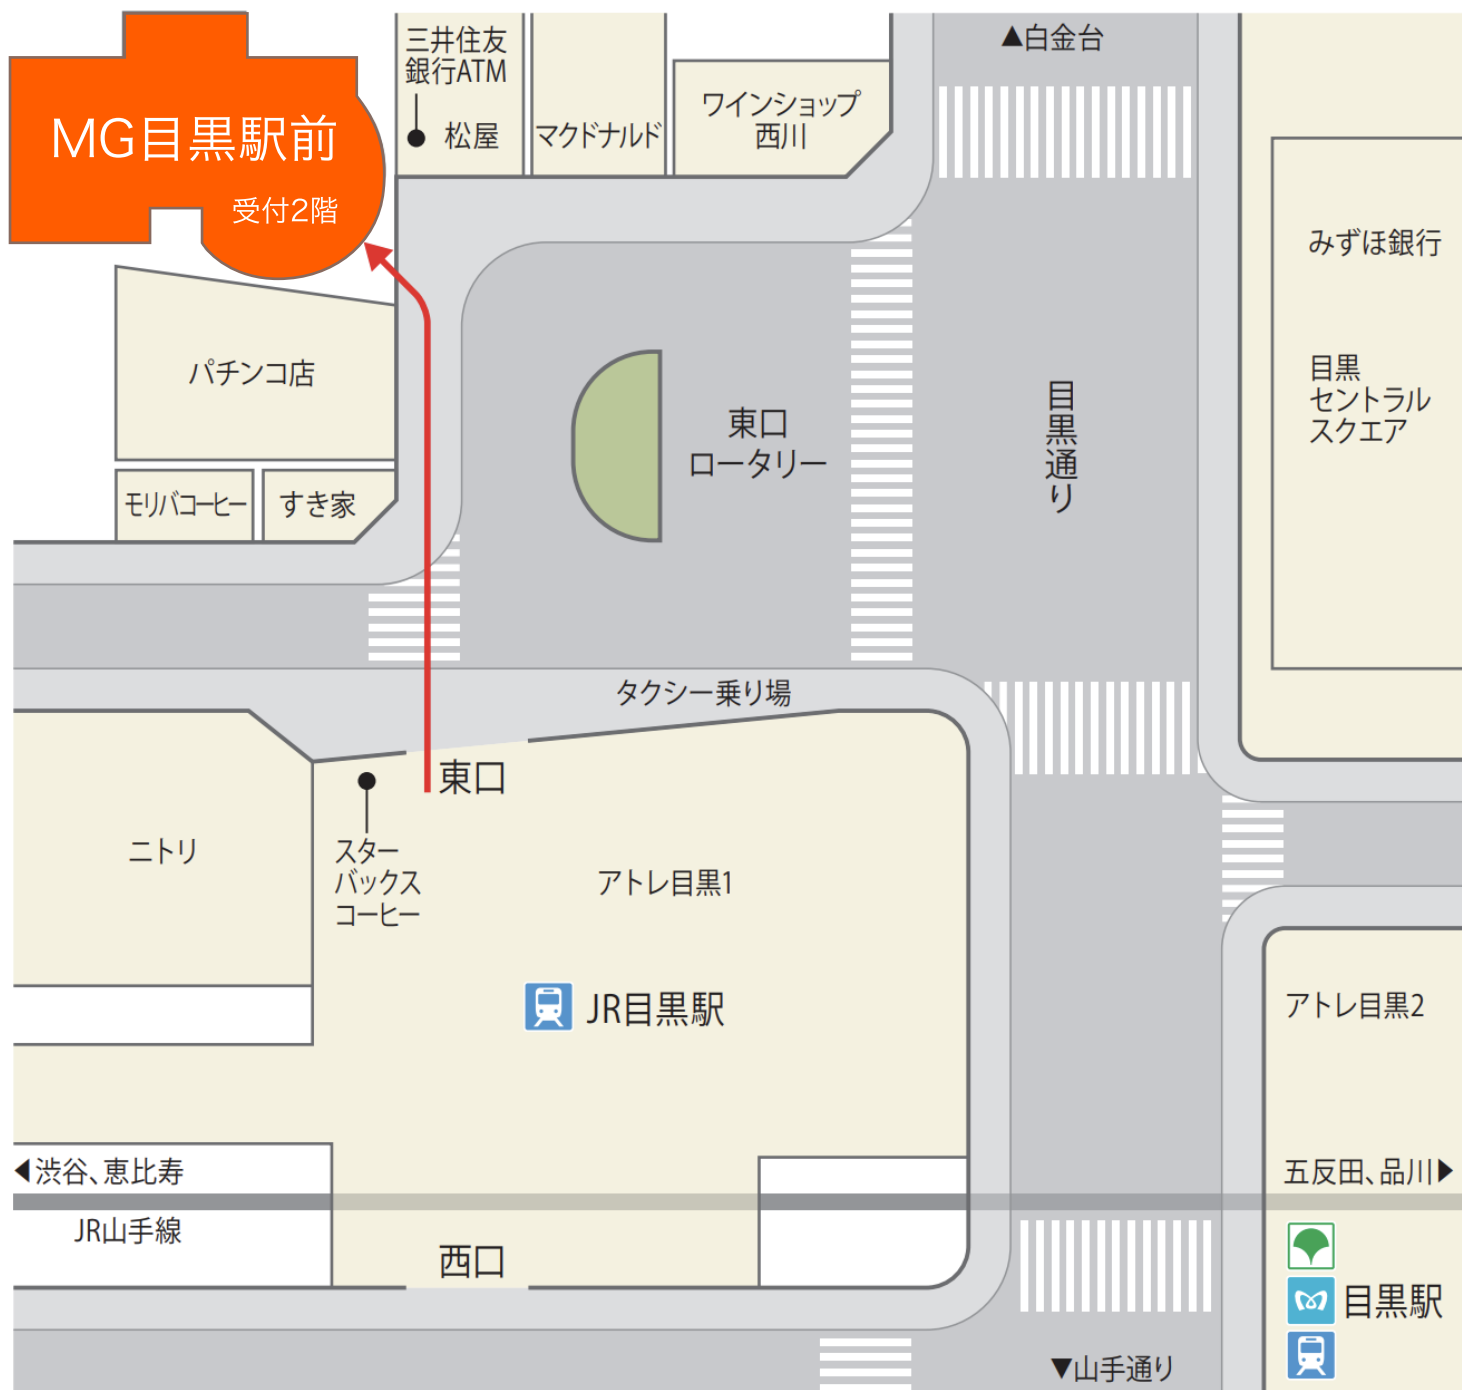 ▲白金台
三井住友
銀行ATM
松屋
マクドナルド
ワインショップ
西川
MG目黒駅前
受付2階
みずほ銀行
目黒
セントラル
スクエア
パチンコ店
東口
ロータリー
目黒通り
モリバコーヒー
すき家
タクシー乗り場
東口
ニトリ
スター
バックス
コーヒー
アトレ目黒1
JR目黒駅
アトレ目黒2
◀渋谷、恵比寿
五反田、品川▶
JR山手線
西口
目黒駅
▼山手通り